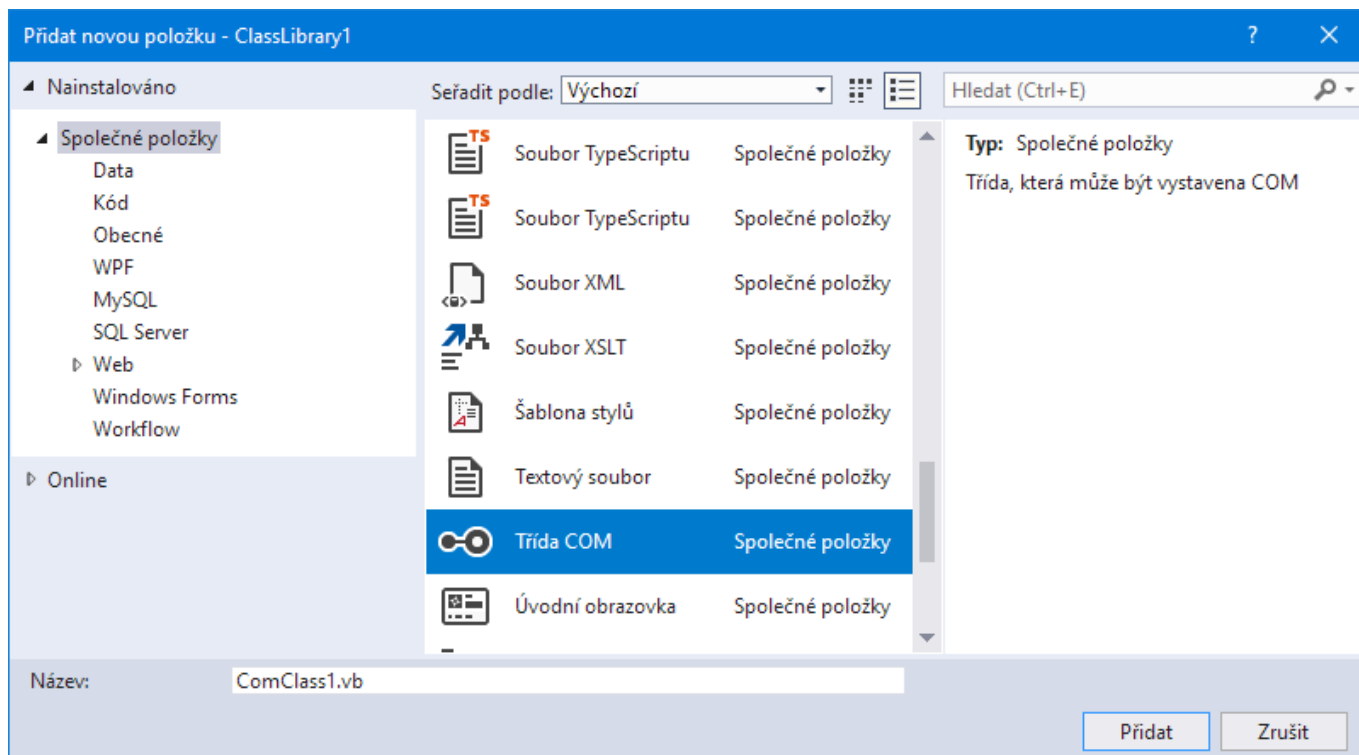 Přidat novou položku - ClassLibrary1
?
Nainstalováno
Seřadit podle: Výchozí
Hledat (Ctrl+E)
Společné položky
Data
Kód
Obecné
WPF
MySQL
SQL Server
Web
Windows Forms
Workflow
Online
TS Soubor TypeScriptu Společné položky
TS Soubor TypeScriptu Společné položky
Soubor XML Společné položky
Soubor XSLT Společné položky
Šablona stylů Společné položky
Textový soubor Společné položky
Třída COM Společné položky
Úvodní obrazovka Společné položky
Typ: Společné položky
Třída, která může být vystavena COM
Název: ComClass1.vb
Přidat Zrušit